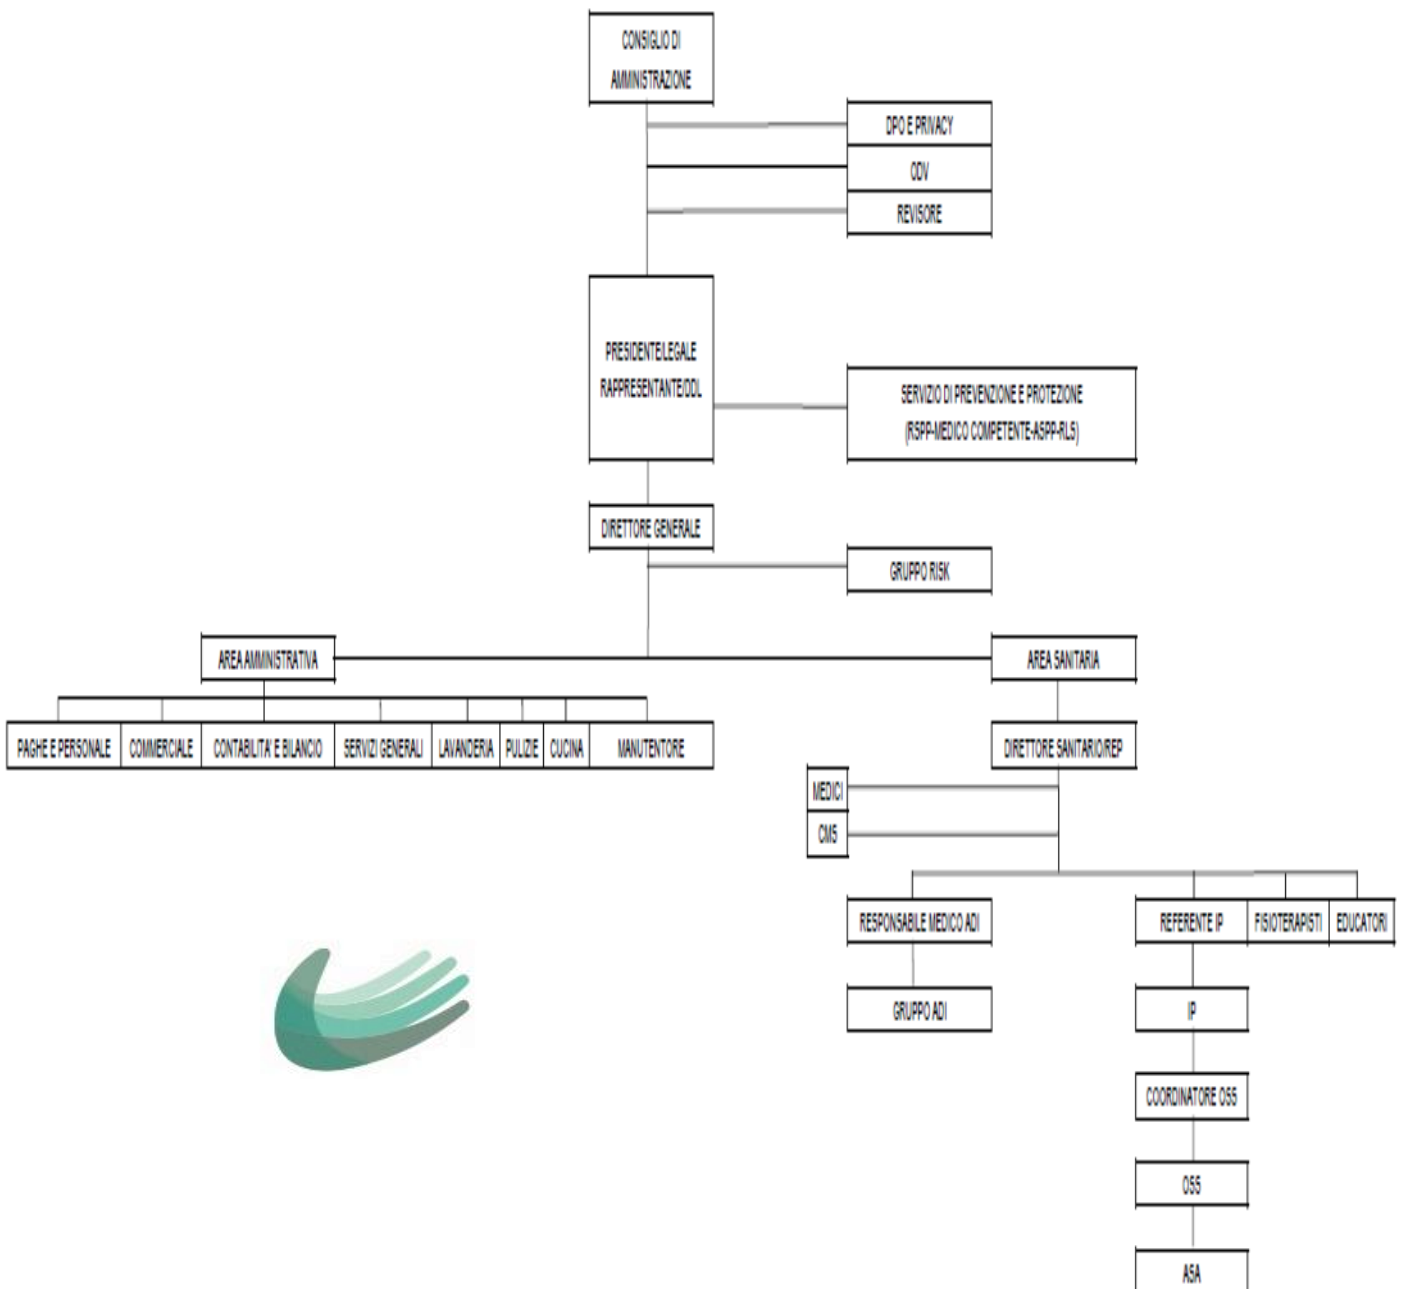 CONSIGLIO DI
AMMINISTRAZIONE
DPO E PRIVACY
ODV
REVISORE
PRESIDENTE/LEGALE
RAPPRESENTANTE/DDL
SERVIZIO DI PREVENZIONE E PROTEZIONE
(RSPP-MEDICO COMPETENTE-ASPP-RLS)
DIRETTORE GENERALE
GRUPPO RISK
AREA AMMINISTRATIVA
AREA SANITARIA
PAGHE E PERSONALE
COMMERCIALE
CONTABILITA' E BILANCIO
SERVIZI GENERALI
LAVANDERIA
PULIZIE
CUCINA
MANUTENTORE
DIRETTORE SANITARIO/REP
MEDICI
CMS
RESPONSABILE MEDICO ADI
REFERENTE IP
FISIOTERAPISTI
EDUCATORI
GRUPPO ADI
IP
COORDINATORE OSS
OSS
ASA